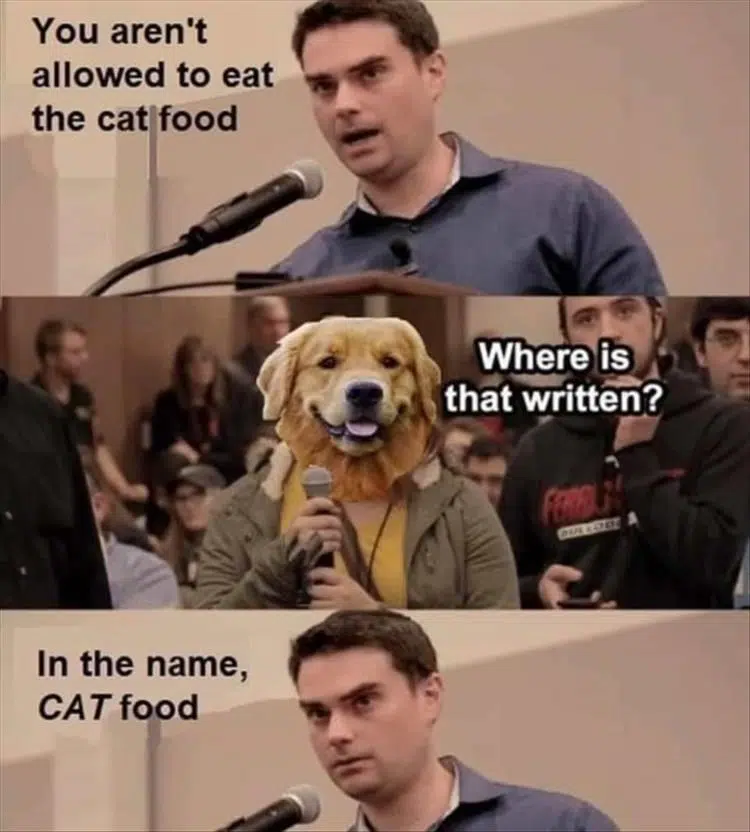 You aren't
allowed to eat
the cat food
Where is
that written?
In the name,
CAT food